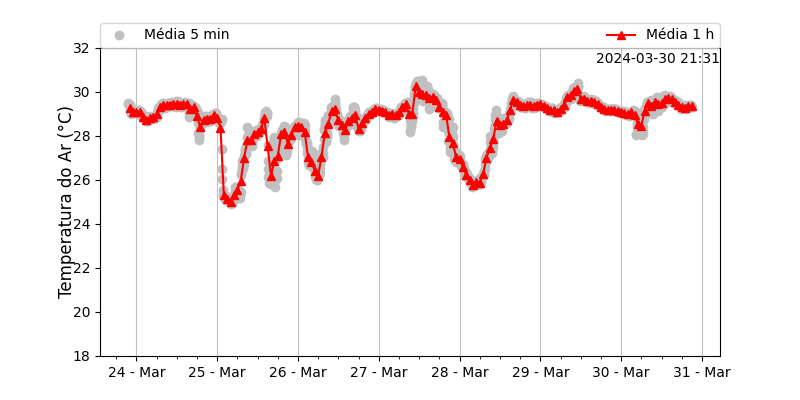 Média 5 min
Média 1 h
2024-03-30 21:31
Temperatura do Ar (°C)
32
30
28
26
24
22
20
18
24 - Mar
25 - Mar
26 - Mar
27 - Mar
28 - Mar
29 - Mar
30 - Mar
31 - Mar